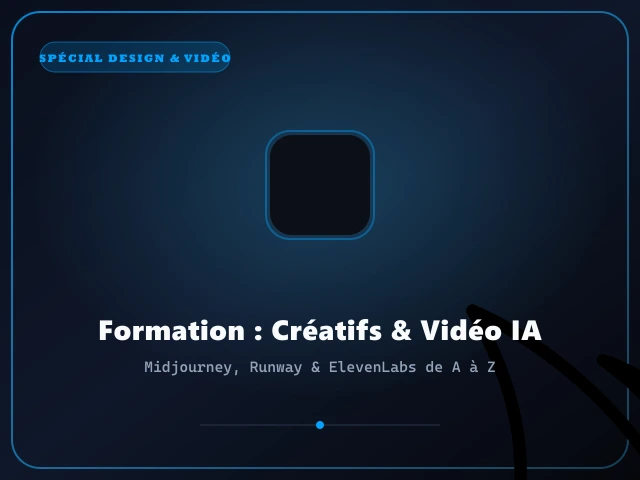 SPÉCIAL DESIGN & VIDÉO
Formation : Créatifs & Vidéo IA
Midjourney, Runway & ElevenLabs de A à Z